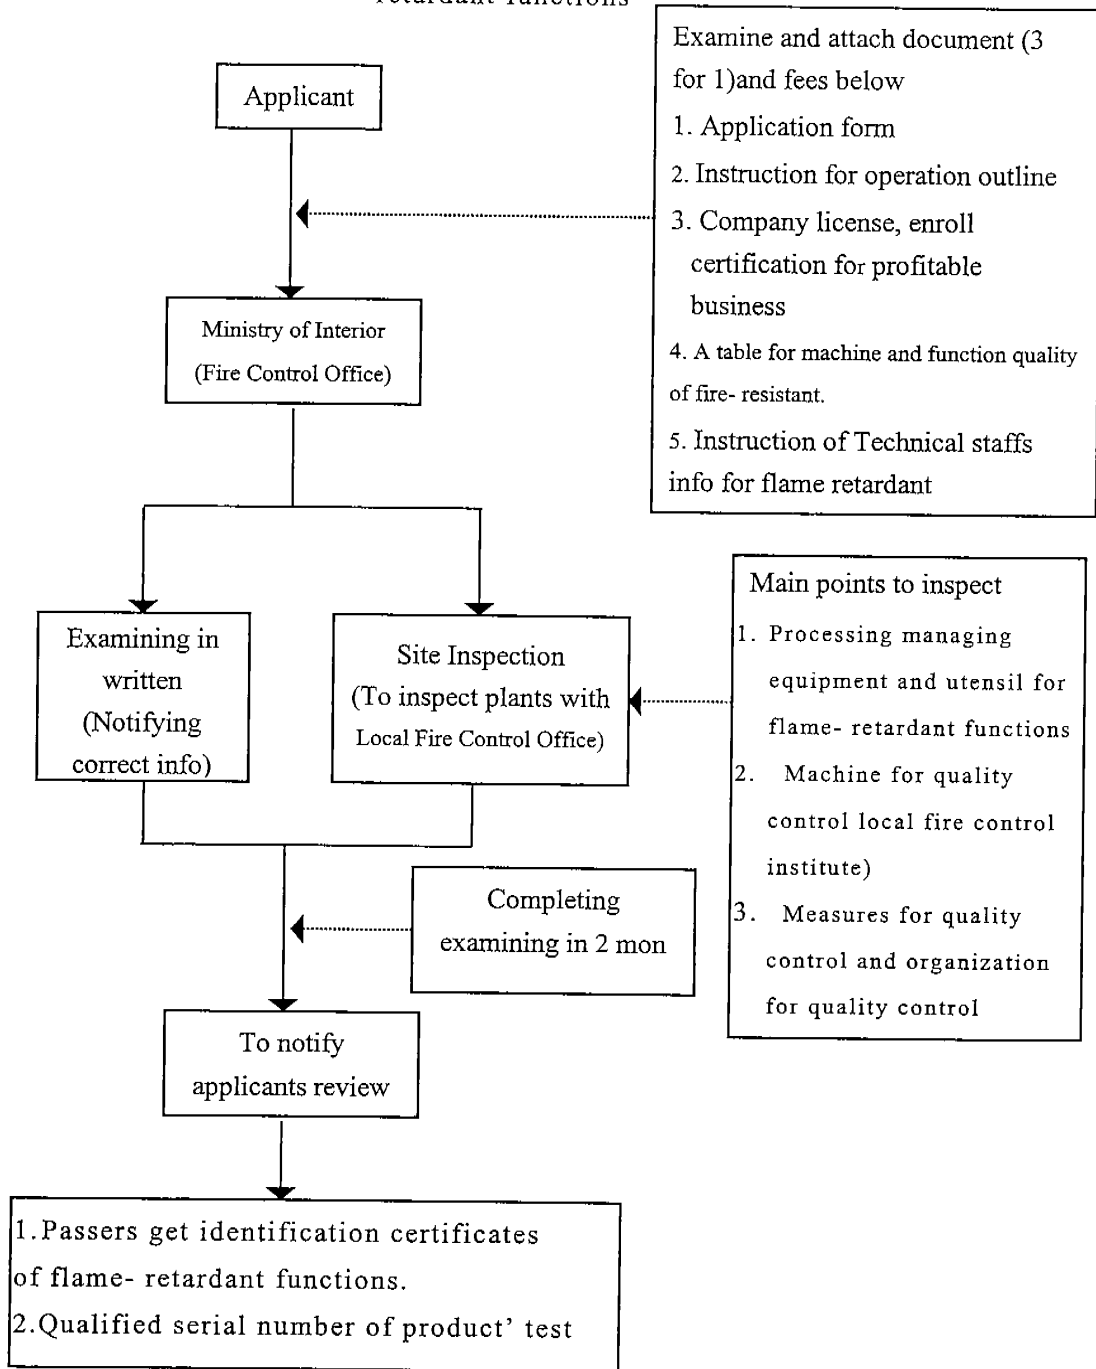 retardant functions
Applicant
Examine and attach document (3
for 1)and fees below
1. Application form
2. Instruction for operation outline
3. Company license, enroll
certification for profitable
business
4. A table for machine and function quality
of fire- resistant.
5. Instruction of Technical staffs
info for flame retardant
Ministry of Interior
(Fire Control Office)
Examining in
written
(Notifying
correct info)
Site Inspection
(To inspect plants with
Local Fire Control Office)
Main points to inspect
1. Processing managing
equipment and utensil for
flame- retardant functions
2. Machine for quality
control local fire control
institute)
3. Measures for quality
control and organization
for quality control
Completing
examining in 2 mon
To notify
applicants review
1.Passers get identification certificates
of flame- retardant functions.
2.Qualified serial number of product' test